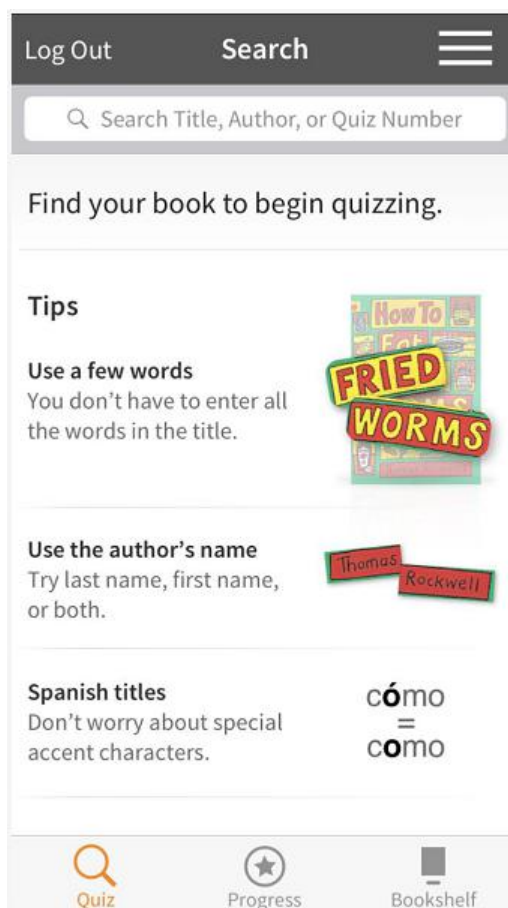 Log Out
Search
Search Title, Author, or Quiz Number
Find your book to begin quizzing.
Tips
Use a few words
You don't have to enter all
the words in the title.
How To
FRIED
WORMS
Use the author's name
Try last name, first name,
or both.
Thomas
Rockwell
Spanish titles
Don't worry about special
accent characters.
cómo
=
como
Quiz
Progress
Bookshelf